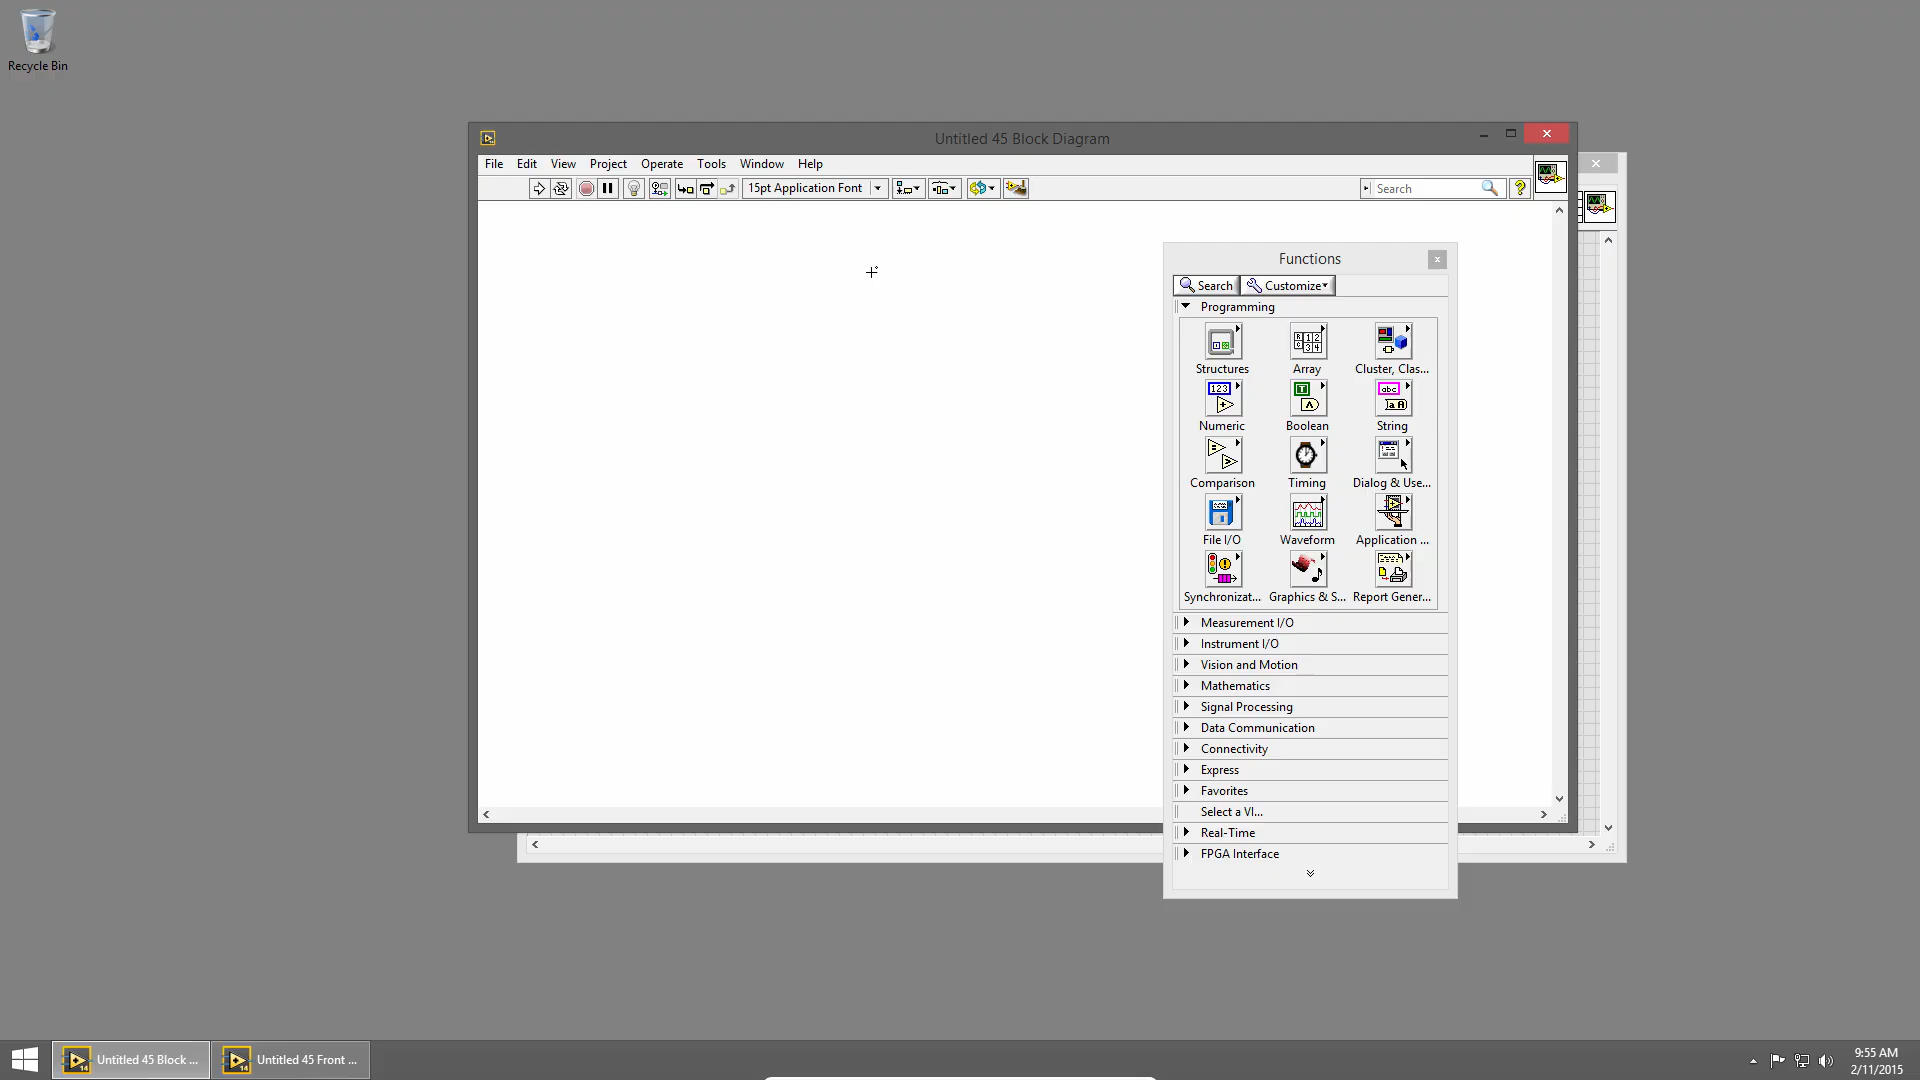 Recycle Bin
Untitled 45 Block Diagram
File Edit View Project Operate Tools Window Help
15pt Application Font
Search
?
Functions
Search Customize
Programming
Structures Array Cluster, Clas...
Numeric Boolean String
Comparison Timing Dialog & Use...
File I/O Waveform Application ...
Synchronizat... Graphics & S... Report Gener...
Measurement I/O
Instrument I/O
Vision and Motion
Mathematics
Signal Processing
Data Communication
Connectivity
Express
Favorites
Select a VI...
Real-Time
FPGA Interface
Untitled 45 Block ...
Untitled 45 Front ...
9:55 AM
2/11/2015